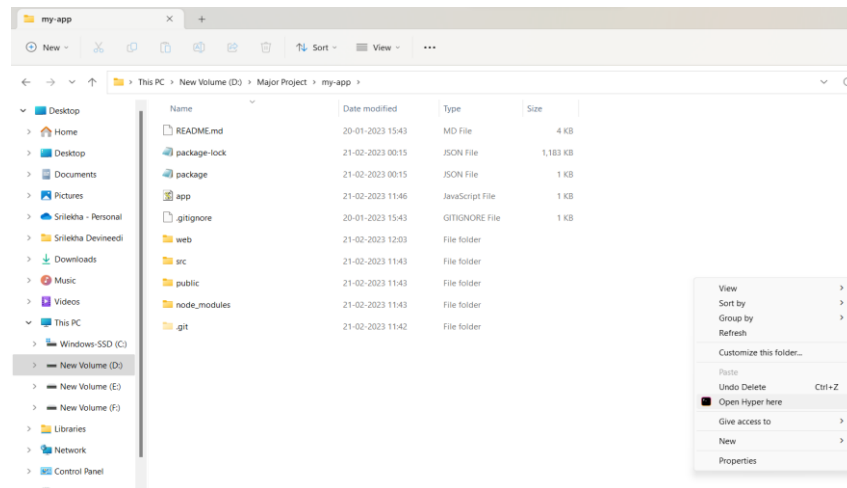 my-app
New
Sort
View
This PC > New Volume (D:) > Major Project > my-app >
Desktop
Home
Desktop
Documents
Pictures
Srilekha - Personal
Srilekha Devineedi
Downloads
Music
Videos
This PC
Windows-SSD (C:)
New Volume (D:)
New Volume (E:)
New Volume (F:)
Libraries
Network
Control Panel
Name Date modified Type Size
README.md 20-01-2023 15:43 MD File 4 KB
package-lock 21-02-2023 00:15 JSON File 1,183 KB
package 21-02-2023 00:15 JSON File 1 KB
app 21-02-2023 11:46 JavaScript File 1 KB
.gitignore 20-01-2023 15:43 GITIGNORE File 1 KB
web 21-02-2023 12:03 File folder
src 21-02-2023 11:43 File folder
public 21-02-2023 11:43 File folder
node_modules 21-02-2023 11:43 File folder
.git 21-02-2023 11:42 File folder
View
Sort by
Group by
Refresh
Customize this folder...
Paste
Undo Delete Ctrl+Z
Open Hyper here
Give access to
New
Properties